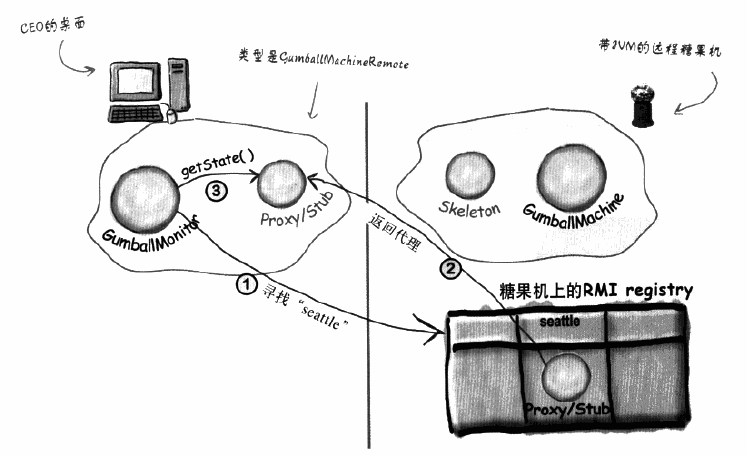 CEO的桌面
类型是GumballMachineRemote
带JVM的远程糖果机
getState()
③
Proxy/Stub
GumballMonitor
Skeleton
GumballMachine
返回代理
②
①
寻找“seattle”
糖果机上的RMI registry
seattle
Proxy/Stub